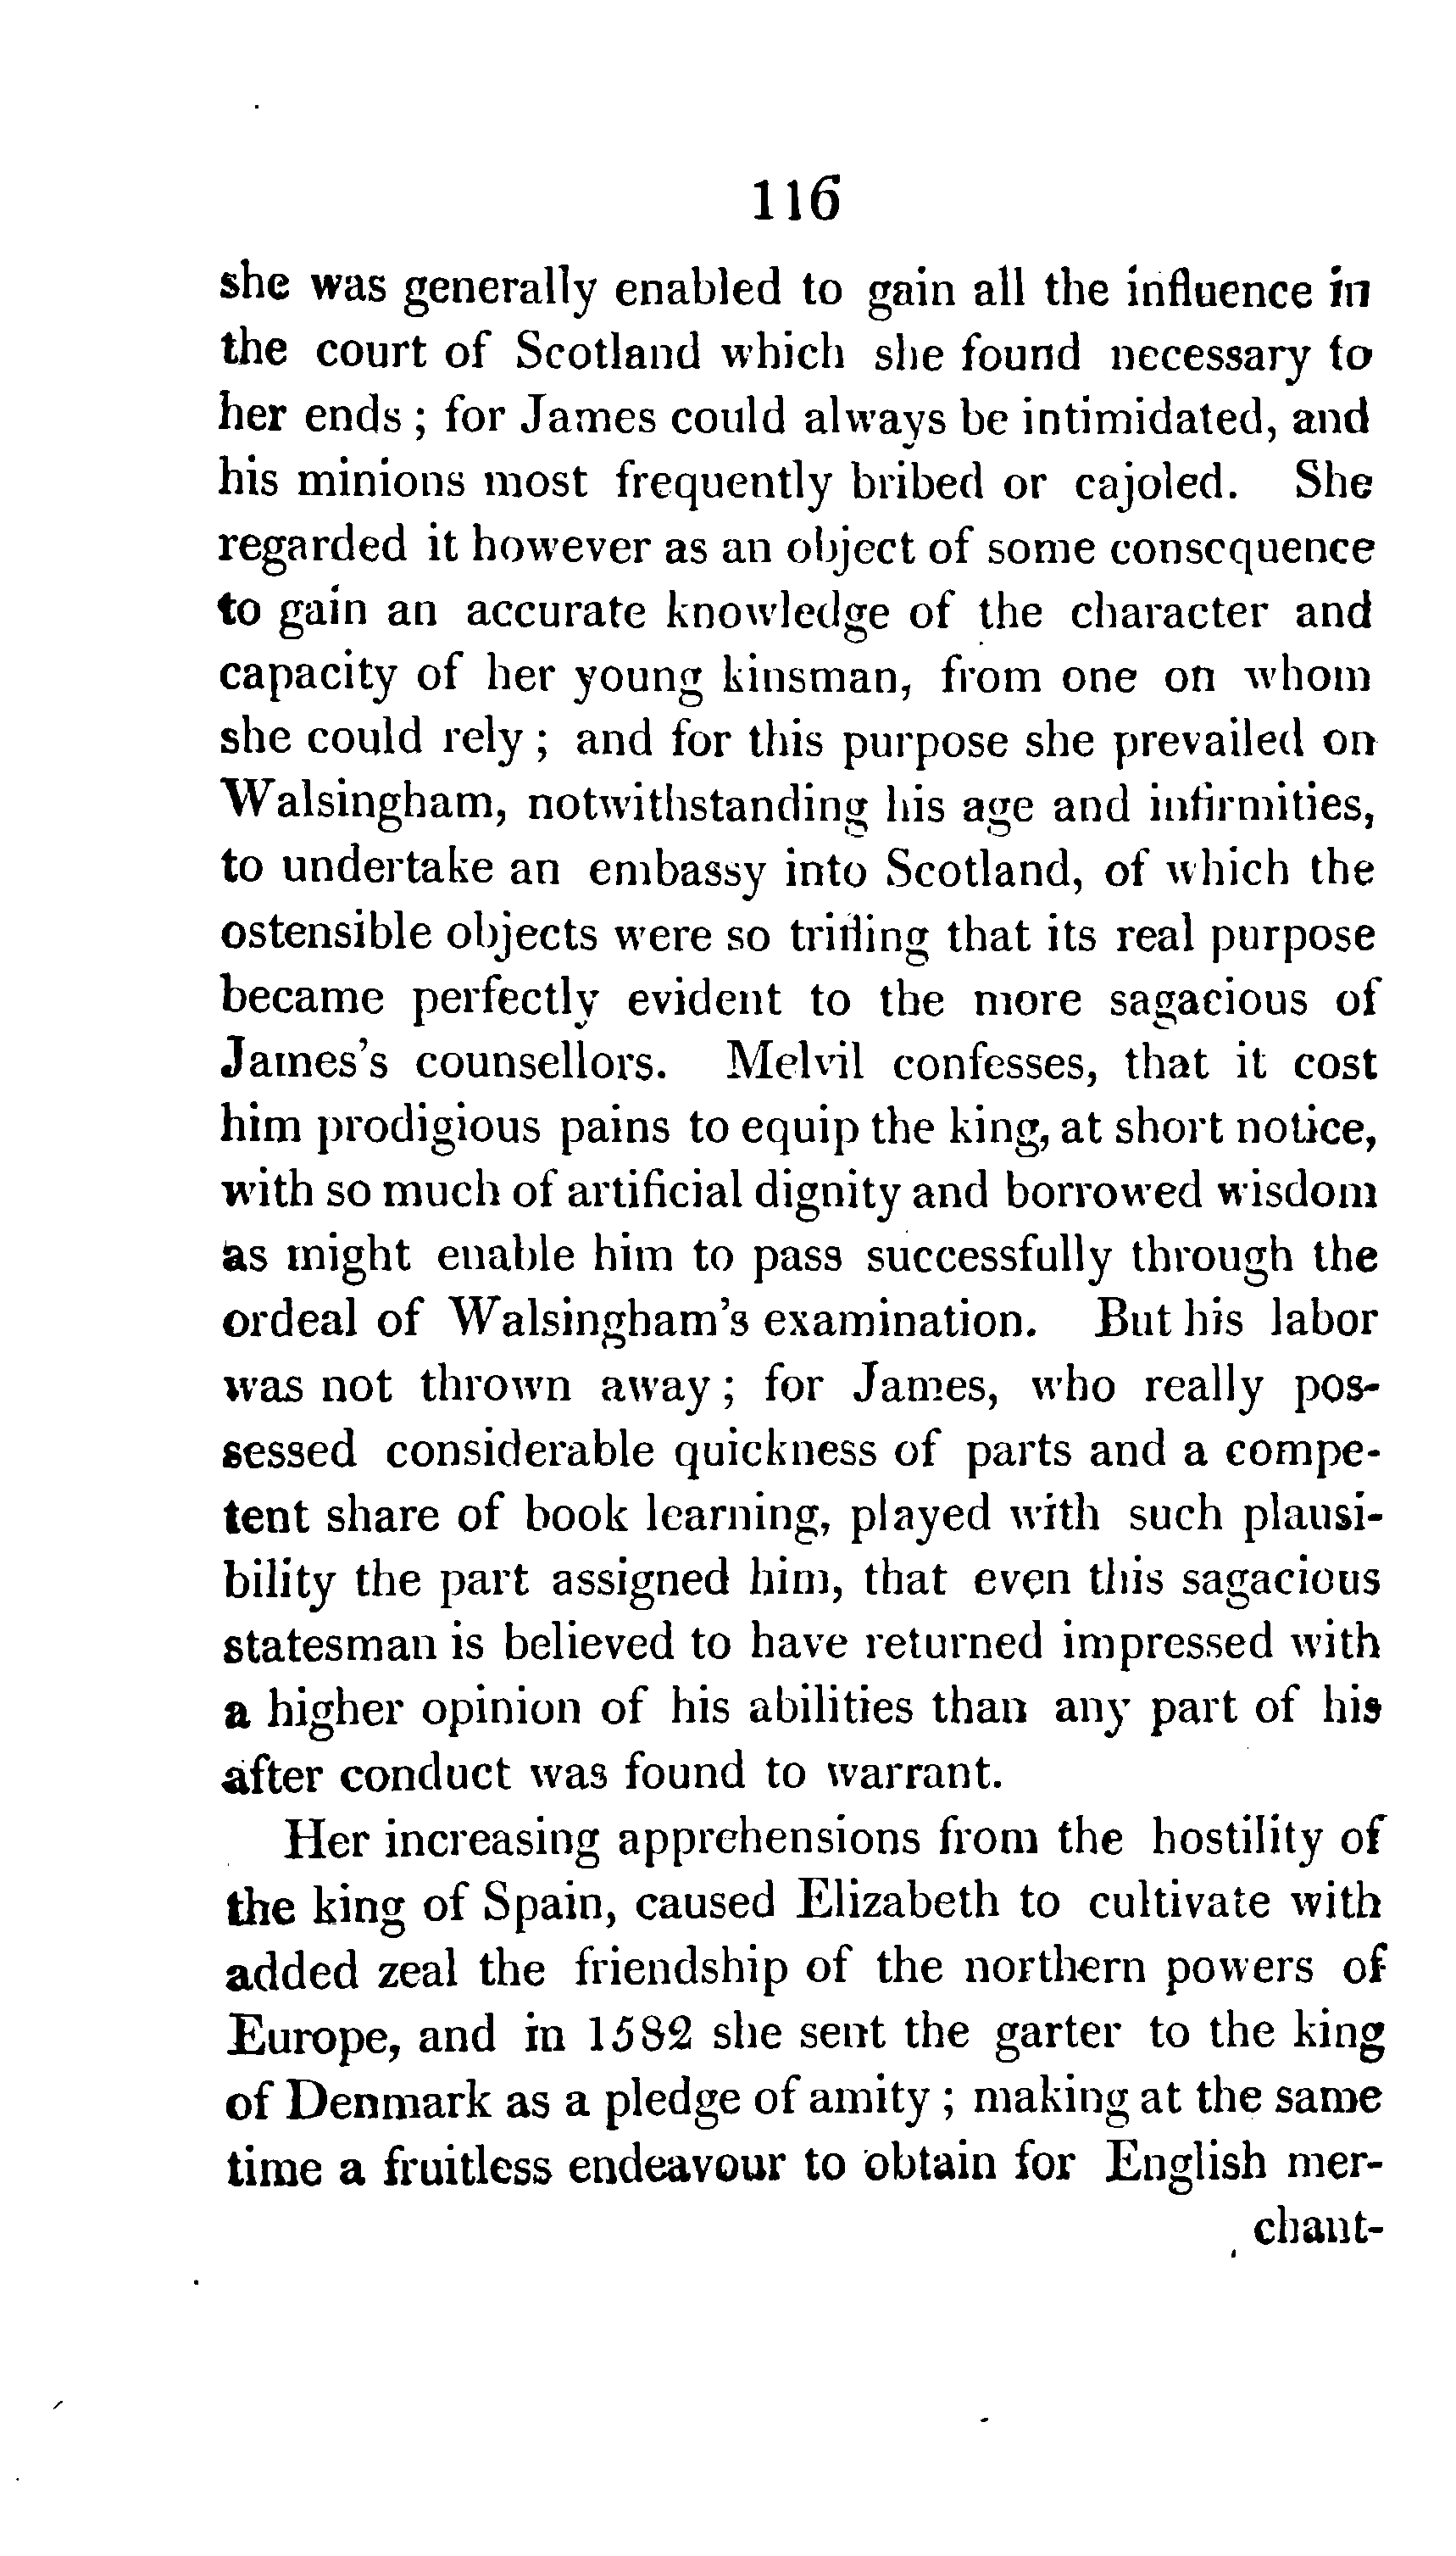 116
she was generally enabled to gain all the influence in
the court of Scotland which she found necessary to
her ends ; for James could always be intimidated, and
his minions most frequently bribed or cajoled. She
regarded it however as an object of some consequence
to gain an accurate knowledge of the character and
capacity of her young kinsman, from one on whom
she could rely ; and for this purpose she prevailed on
Walsingham, notwithstanding his age and infirmities,
to undertake an embassy into Scotland, of which the
ostensible objects were so trifling that its real purpose
became perfectly evident to the more sagacious of
James's counsellors. Melvil confesses, that it cost
him prodigious pains to equip the king, at short notice,
with so much of artificial dignity and borrowed wisdom
as might enable him to pass successfully through the
ordeal of Walsingham's examination. But his labor
was not thrown away ; for James, who really pos-
sessed considerable quickness of parts and a compe-
tent share of book learning, played with such plausi-
bility the part assigned him, that even this sagacious
statesman is believed to have returned impressed with
a higher opinion of his abilities than any part of his
after conduct was found to warrant.
Her increasing apprehensions from the hostility of
the king of Spain, caused Elizabeth to cultivate with
added zeal the friendship of the northern powers of
Europe, and in 1582 she sent the garter to the king
of Denmark as a pledge of amity ; making at the same
time a fruitless endeavour to obtain for English mer-
chant-